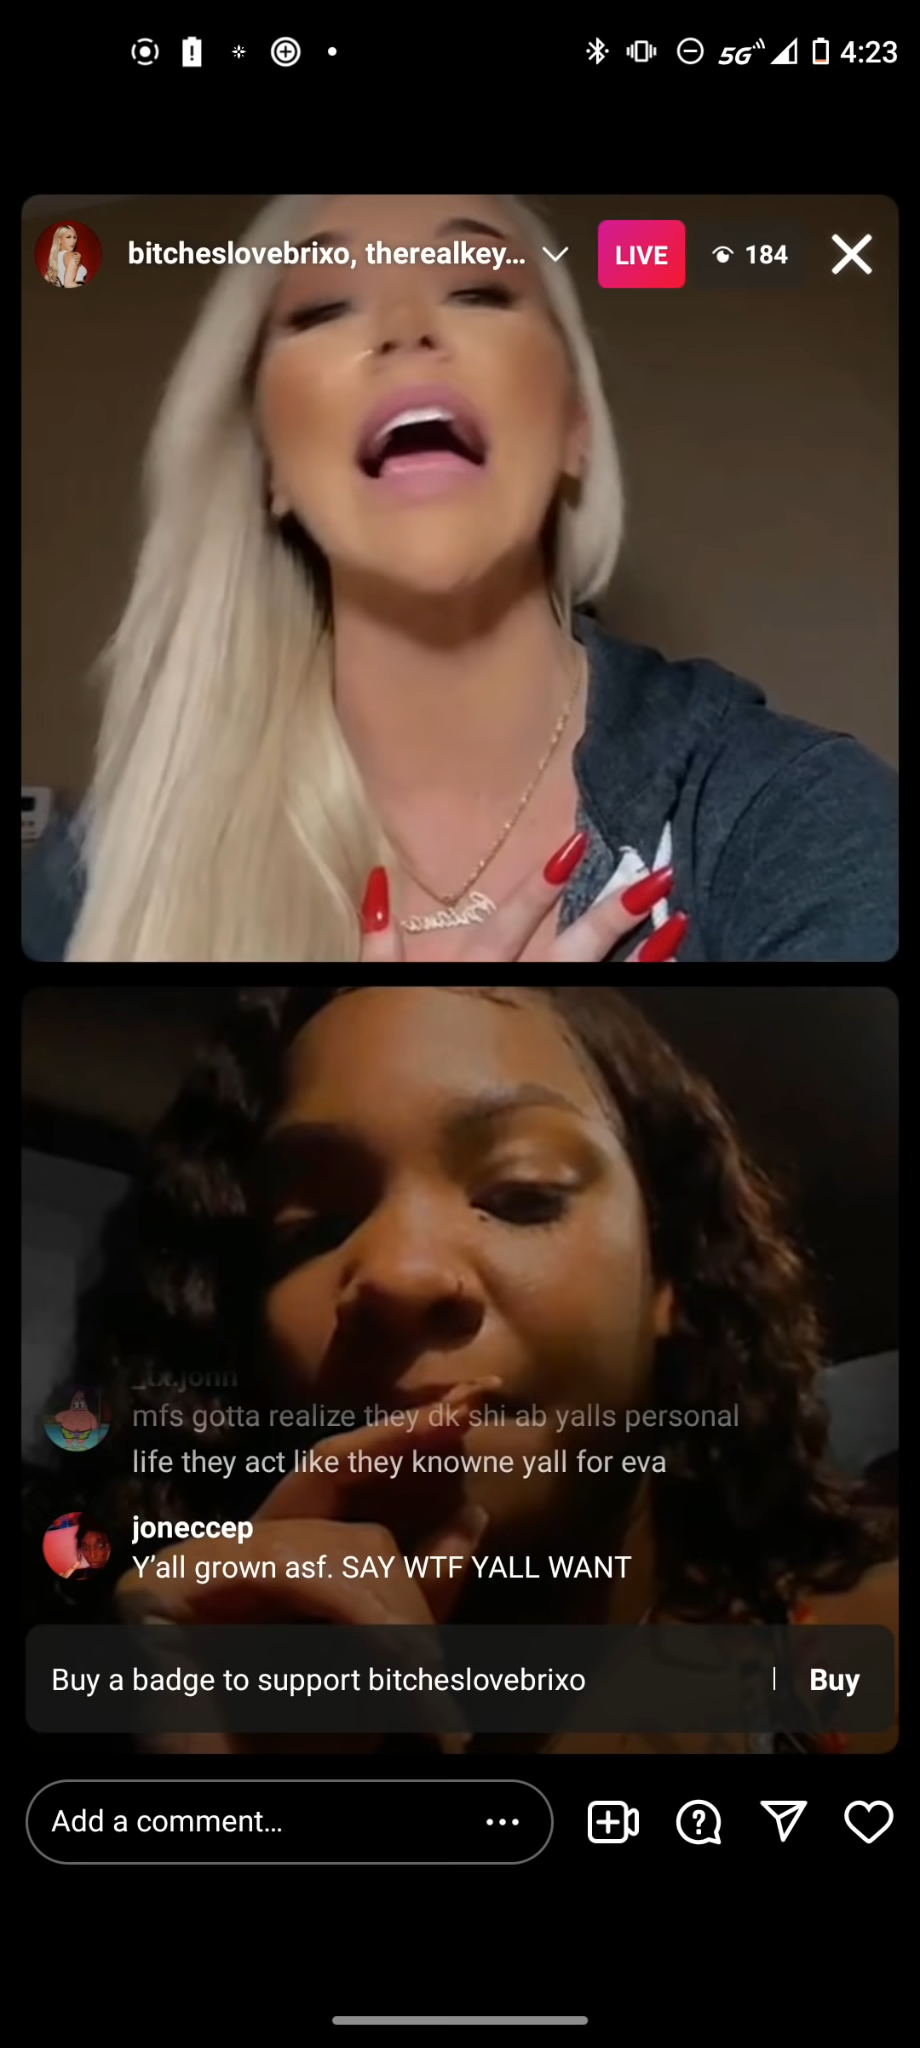 5G 4:23
bitcheslovebrixo, therealkey... LIVE 184
_tx.john
mfs gotta realize they dk shi ab yalls personal
life they act like they knowne yall for eva
joneccep
Y'all grown asf. SAY WTF YALL WANT
Buy a badge to support bitcheslovebrixo | Buy
Add a comment...